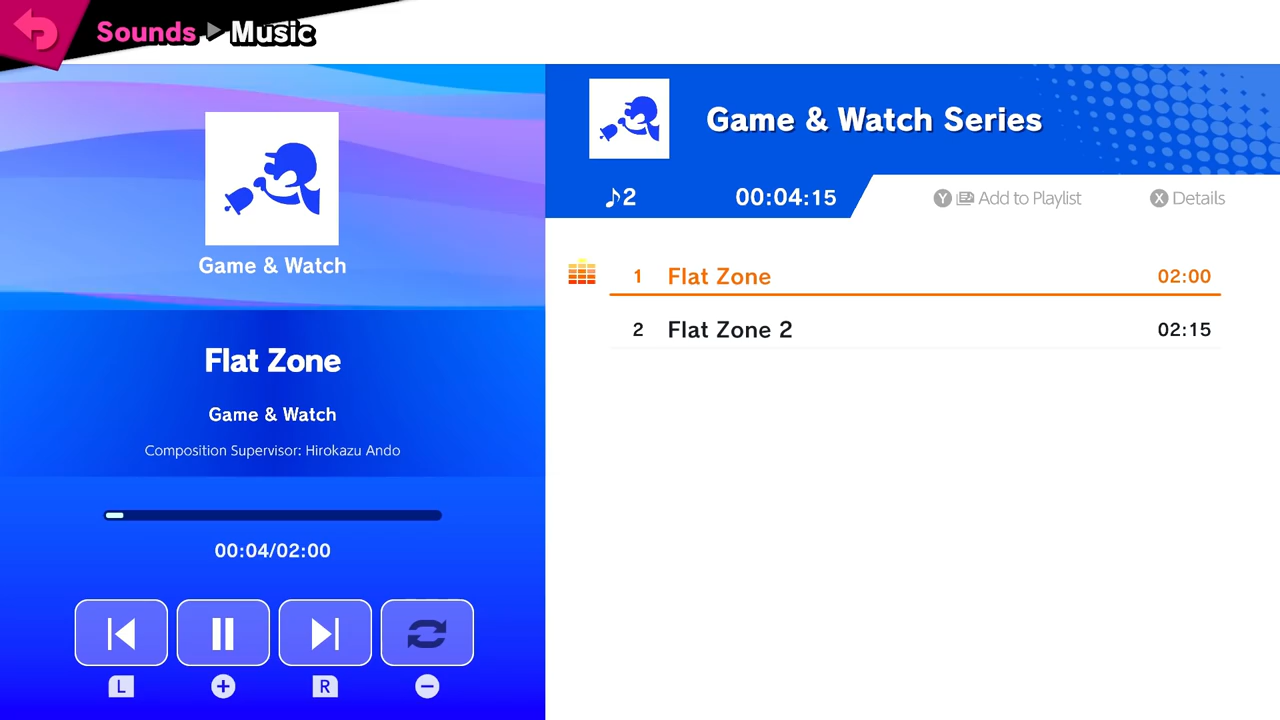 Sounds ▶ Music
Game & Watch
Flat Zone
Game & Watch
Composition Supervisor: Hirokazu Ando
00:04/02:00
L + R −
Game & Watch Series
♪2 00:04:15 Y Add to Playlist X Details
1 Flat Zone 02:00
2 Flat Zone 2 02:15